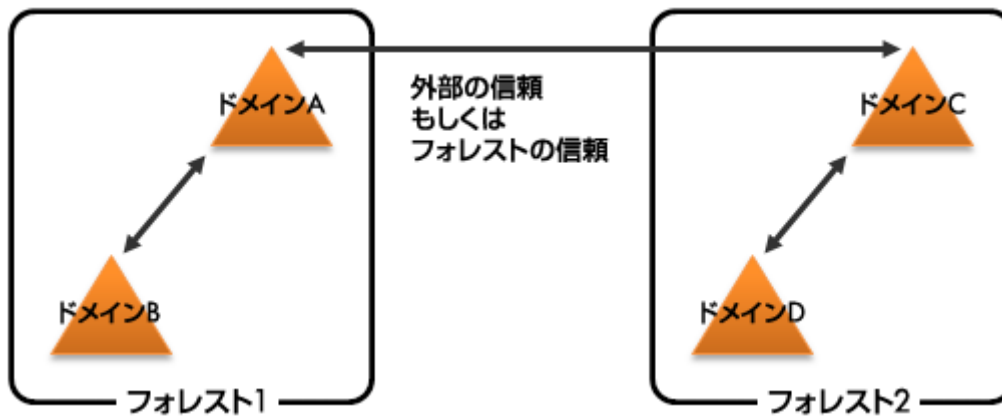 ドメインA
外部の信頼
もしくは
フォレストの信頼
ドメインC
ドメインB
ドメインD
フォレスト1
フォレスト2